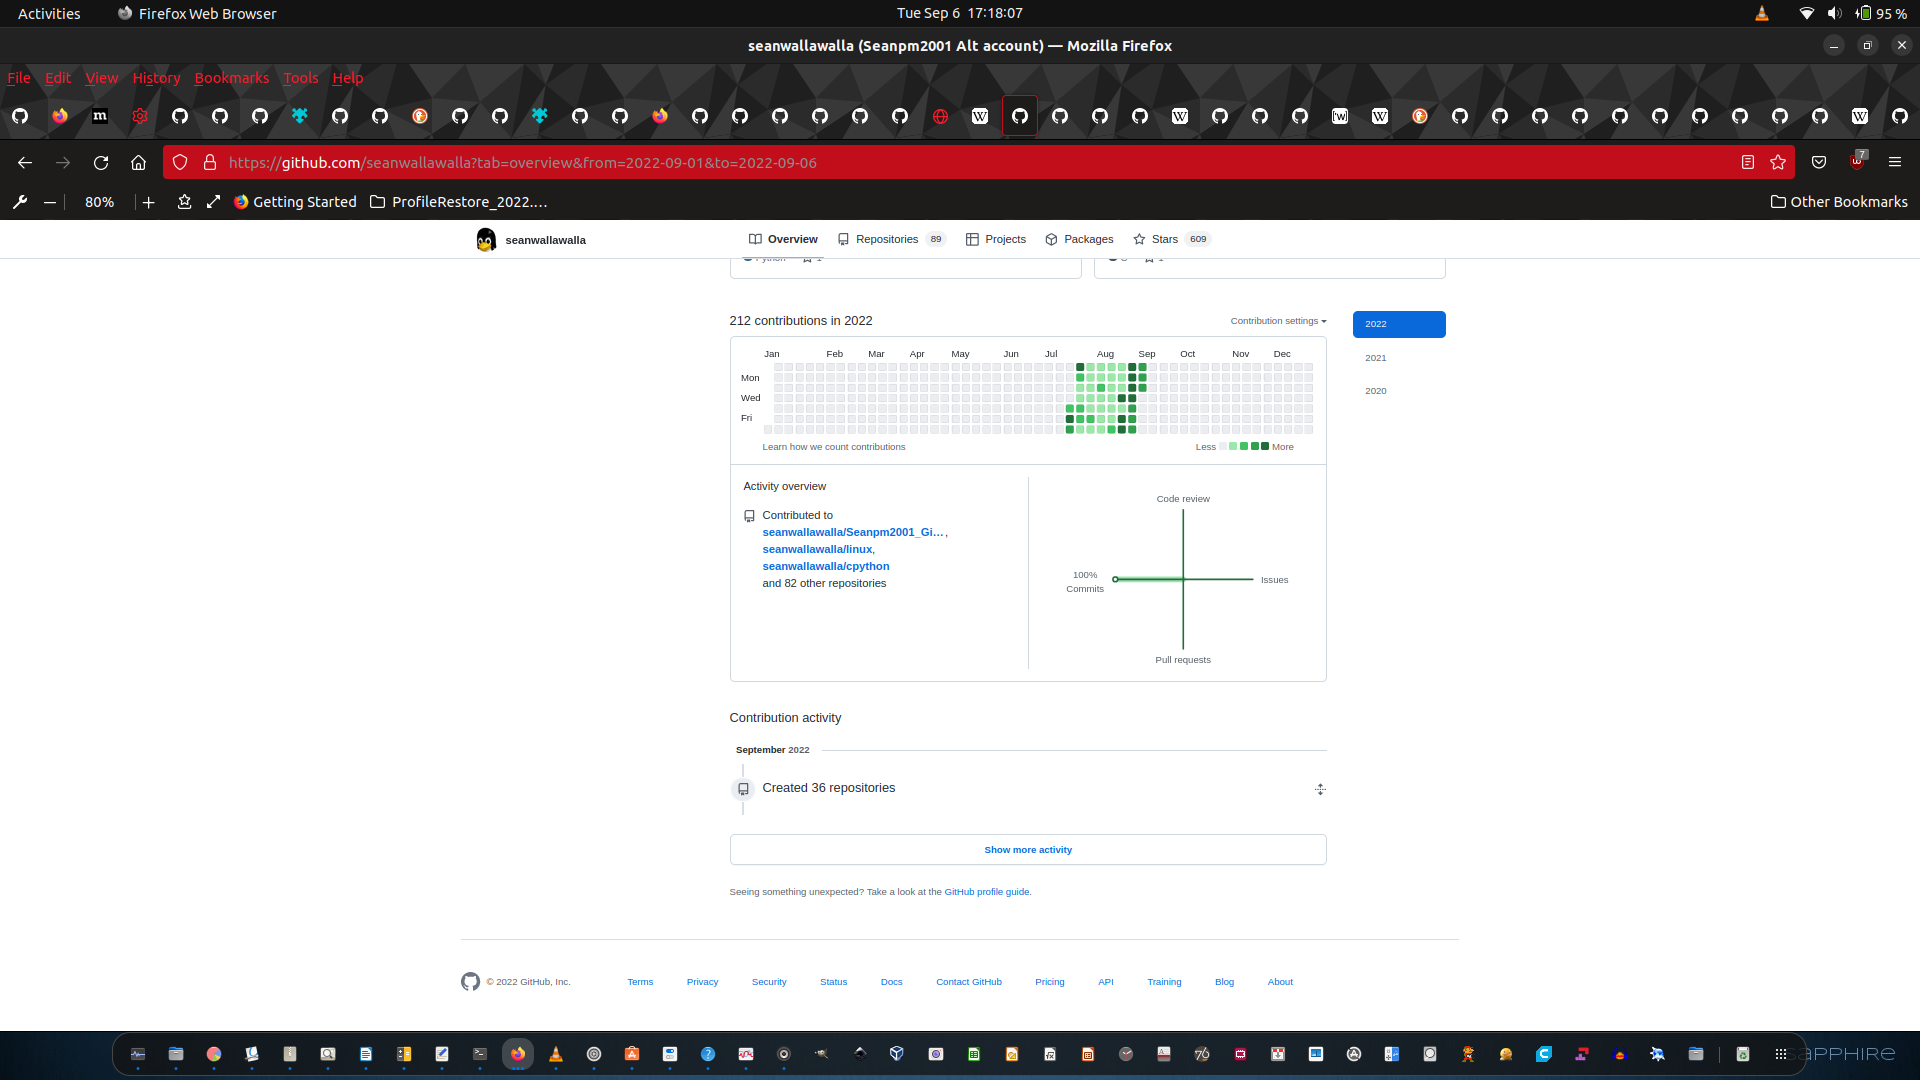 Activities
Firefox Web Browser
Tue Sep 6 17:18:07
95 %
seanwallawalla (Seanpm2001 Alt account) — Mozilla Firefox
File Edit View History Bookmarks Tools Help
https://github.com/seanwallawalla?tab=overview&from=2022-09-01&to=2022-09-06
7
80%
Getting Started
ProfileRestore_2022....
Other Bookmarks
seanwallawalla
Overview
Repositories 89
Projects
Packages
Stars 609
212 contributions in 2022
Contribution settings
2022
2021
2020
Jan Feb Mar Apr May Jun Jul Aug Sep Oct Nov Dec
Mon
Wed
Fri
Learn how we count contributions
Less More
Activity overview
Contributed to
seanwallawalla/Seanpm2001_Gi…,
seanwallawalla/linux,
seanwallawalla/cpython
and 82 other repositories
Code review
100%
Commits
Issues
Pull requests
Contribution activity
September 2022
Created 36 repositories
Show more activity
Seeing something unexpected? Take a look at the GitHub profile guide.
© 2022 GitHub, Inc.
Terms Privacy Security Status Docs Contact GitHub Pricing API Training Blog About
SAPPHIRE